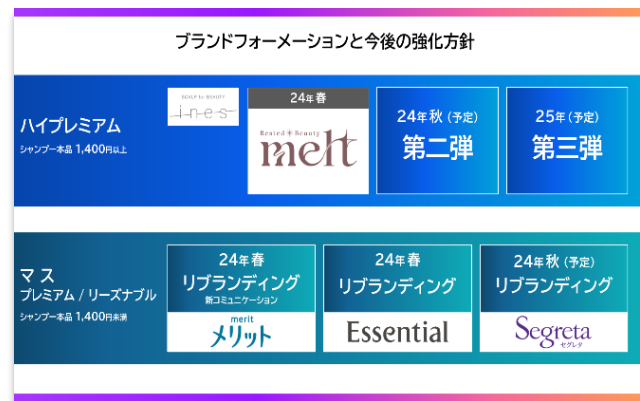 ブランドフォーメーションと今後の強化方針
ハイプレミアム
シャンプー本品 1,400円以上
SCALP to BEAUTY
ines
24年春
Rested Beauty
melt
24年秋（予定）
第二弾
25年（予定）
第三弾
マス
プレミアム / リーズナブル
シャンプー本品 1,400円未満
24年春
リブランディング
新コミュニケーション
merit
メリット
24年春
リブランディング
Essential
24年秋（予定）
リブランディング
Segreta
セグレタ